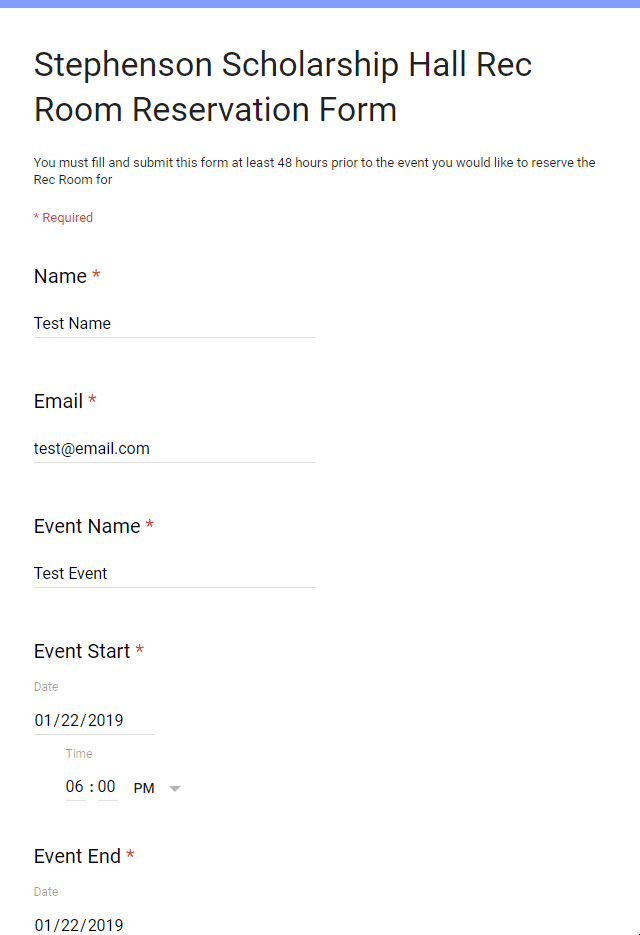 Stephenson Scholarship Hall Rec
Room Reservation Form
You must fill and submit this form at least 48 hours prior to the event you would like to reserve the
Rec Room for
* Required
Name *
Test Name
Email *
test@email.com
Event Name *
Test Event
Event Start *
Date
01/22/2019
Time
06 : 00 PM
Event End *
Date
01/22/2019